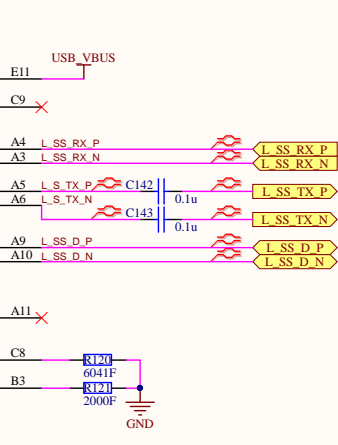 USB_VBUS
E11
C9
A4 L_SS_RX_P L_SS_RX_P
A3 L_SS_RX_N L_SS_RX_N
A5 L_S_TX_P C142 0.1u L_SS_TX_P
A6 L_S_TX_N C143 0.1u L_SS_TX_N
A9 L_SS_D_P L_SS_D_P
A10 L_SS_D_N L_SS_D_N
A11
C8 R120
6041F
B3 R121
2000F
GND